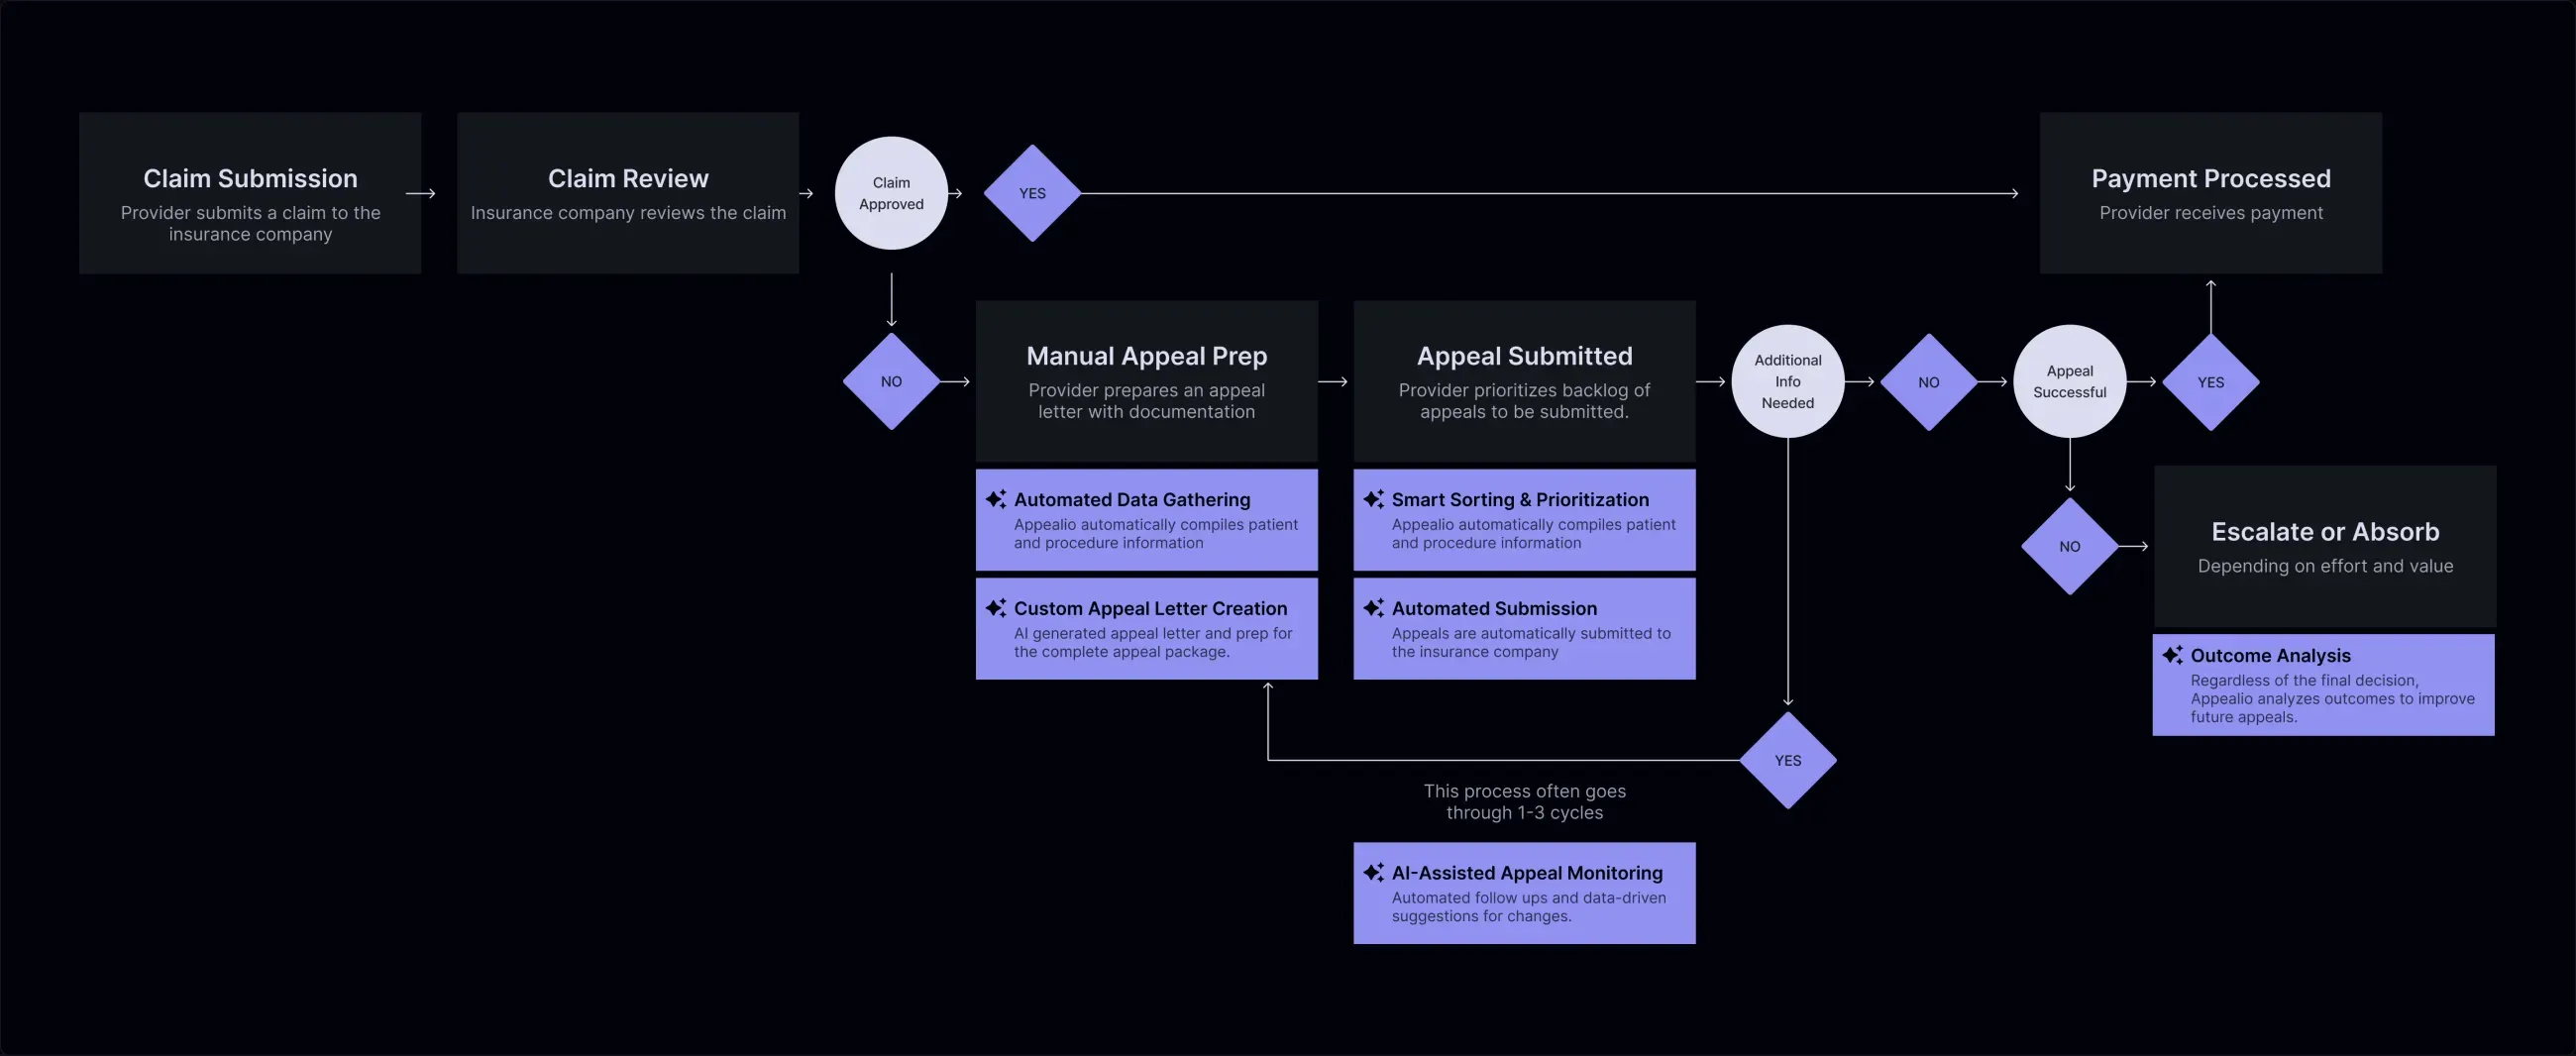 Claim Submission
Provider submits a claim to the
insurance company
Claim Review
Insurance company reviews the claim
Claim
Approved
YES
Payment Processed
Provider receives payment
NO
Manual Appeal Prep
Provider prepares an appeal
letter with documentation
Automated Data Gathering
Appealio automatically compiles patient
and procedure information
Custom Appeal Letter Creation
AI generated appeal letter and prep for
the complete appeal package.
Appeal Submitted
Provider prioritizes backlog of
appeals to be submitted.
Smart Sorting & Prioritization
Appealio automatically compiles patient
and procedure information
Automated Submission
Appeals are automatically submitted to
the insurance company
Additional
Info
Needed
NO
Appeal
Successful
YES
NO
Escalate or Absorb
Depending on effort and value
Outcome Analysis
Regardless of the final decision,
Appealio analyzes outcomes to improve
future appeals.
YES
This process often goes
through 1-3 cycles
AI-Assisted Appeal Monitoring
Automated follow ups and data-driven
suggestions for changes.